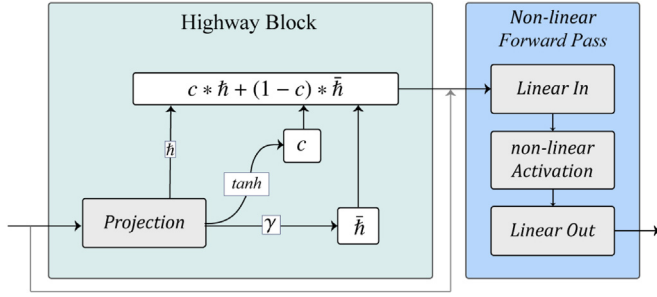 Highway Block
c * ħ + (1 − c) * ħ̄
ħ
c
tanh
Projection
γ
ħ̄
Non-linear
Forward Pass
Linear In
non-linear
Activation
Linear Out